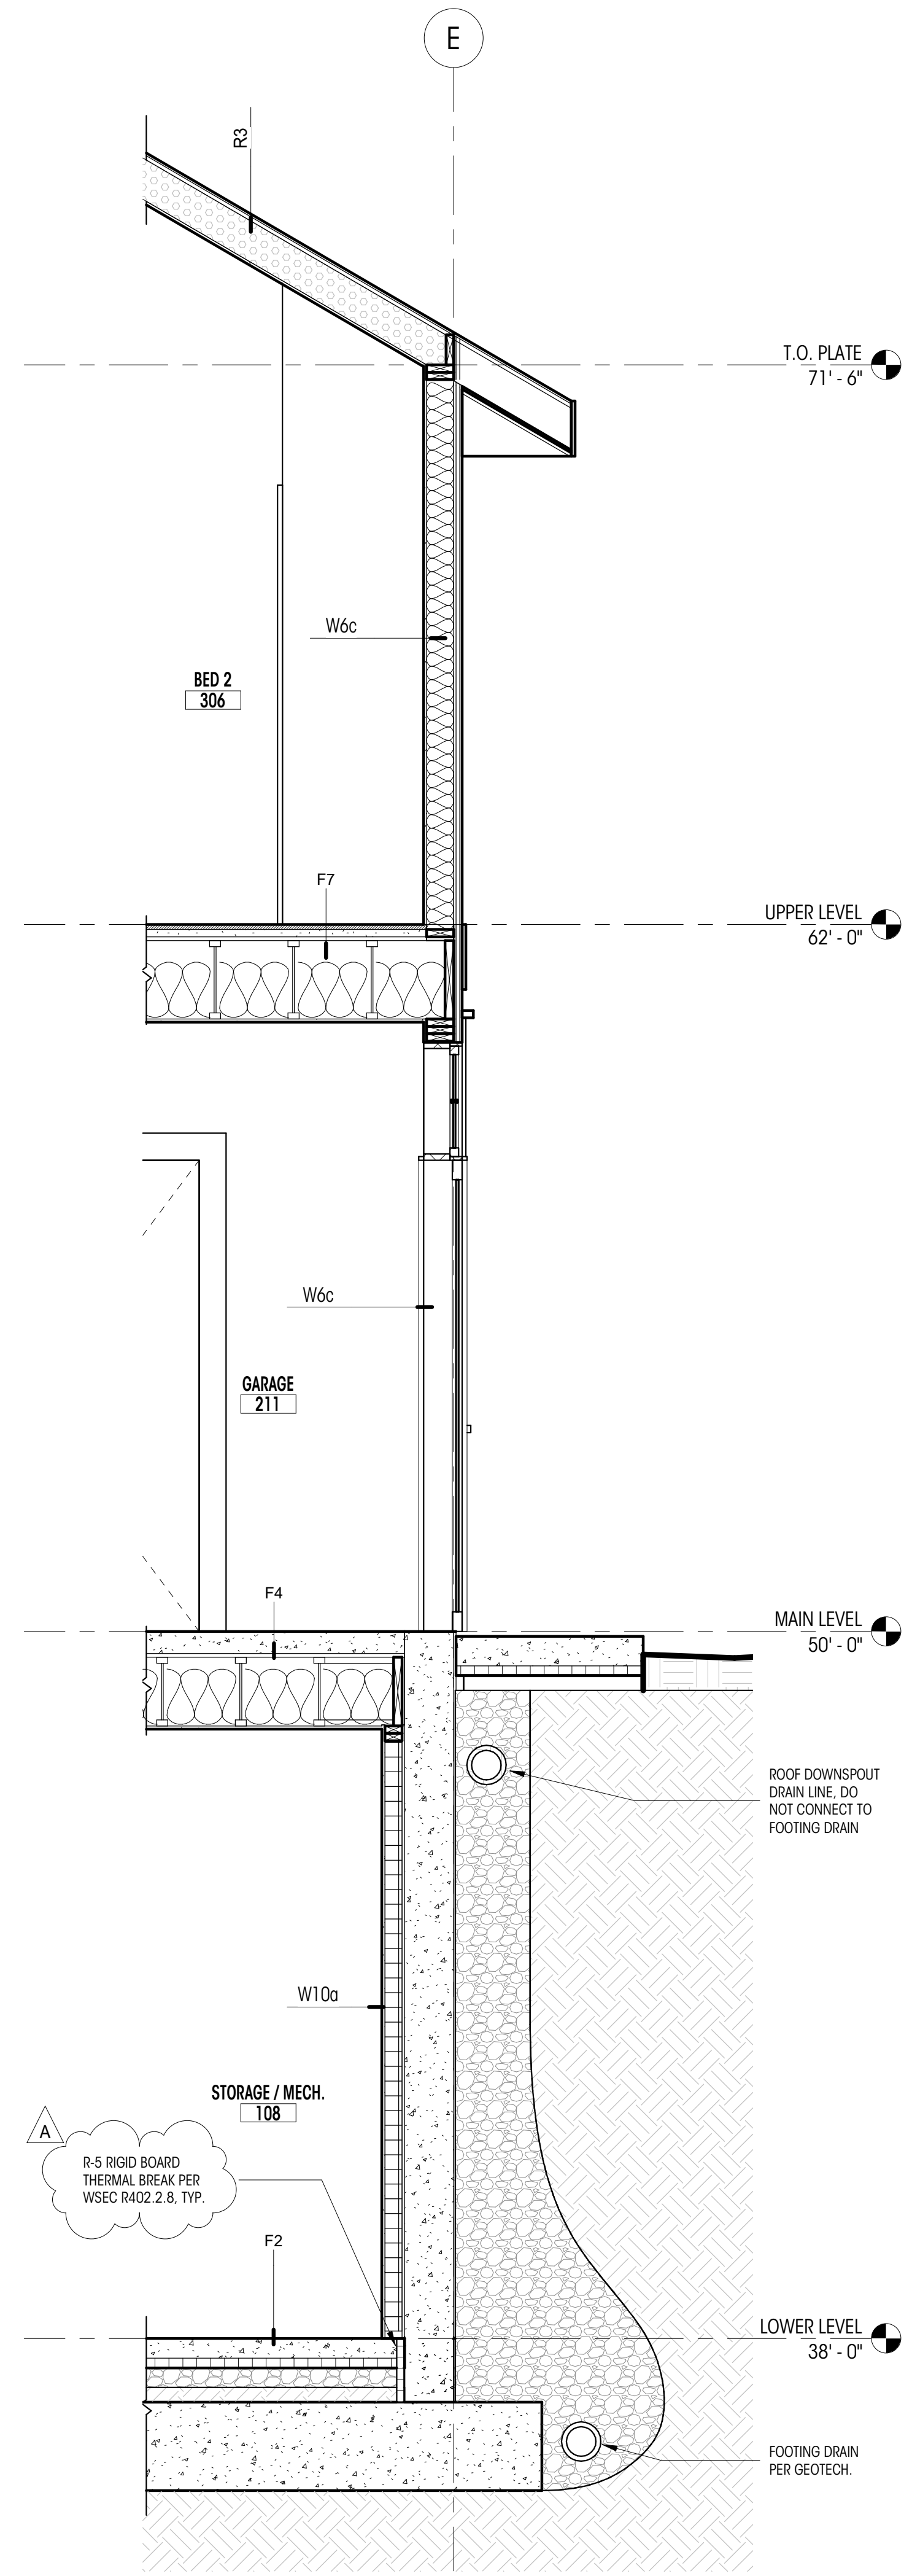 E
R3
T.O. PLATE
71' - 6"
W6c
BED 2
306
F7
UPPER LEVEL
62' - 0"
W6c
GARAGE
211
F4
MAIN LEVEL
50' - 0"
ROOF DOWNSPOUT
DRAIN LINE, DO
NOT CONNECT TO
FOOTING DRAIN
W10a
STORAGE / MECH.
108
A
R-5 RIGID BOARD
THERMAL BREAK PER
WSEC R402.2.8, TYP.
F2
LOWER LEVEL
38' - 0"
FOOTING DRAIN
PER GEOTECH.